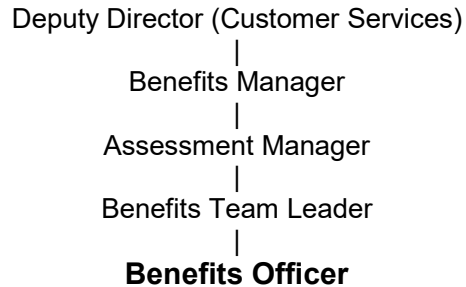 Deputy Director (Customer Services)
|
Benefits Manager
|
Assessment Manager
|
Benefits Team Leader
|
Benefits Officer